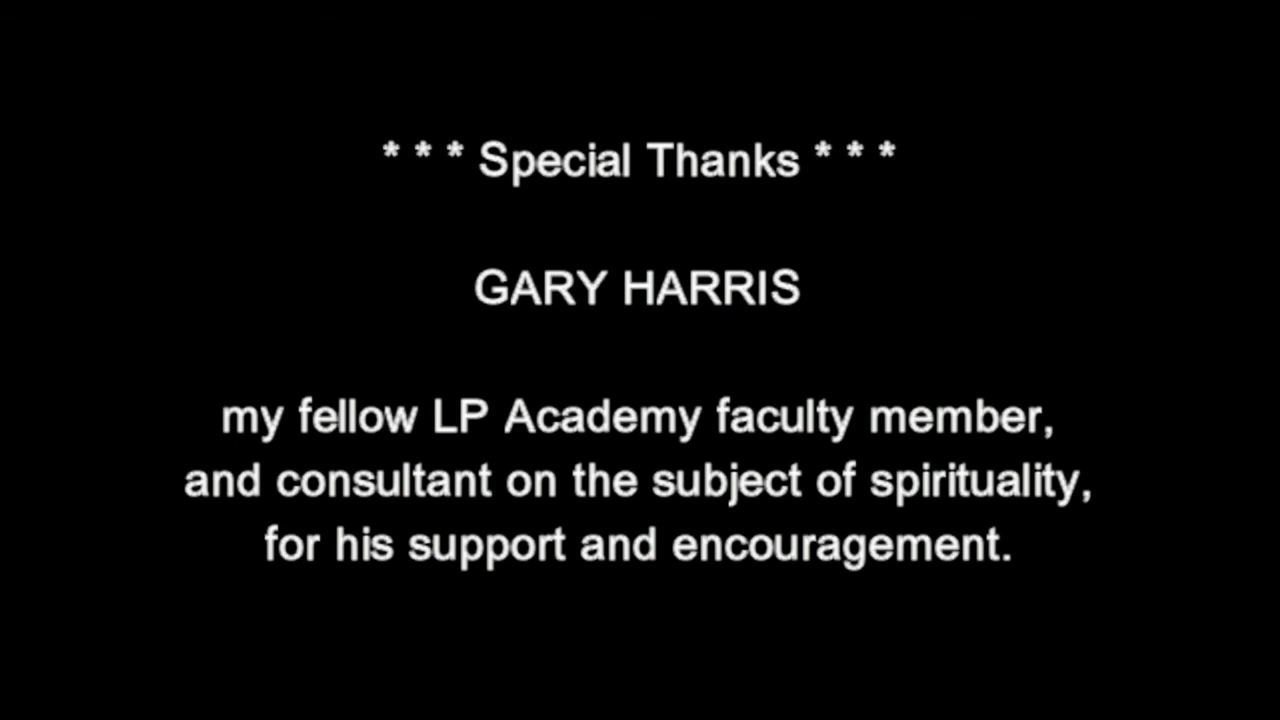 * * * Special Thanks * * *
GARY HARRIS
my fellow LP Academy faculty member,
and consultant on the subject of spirituality,
for his support and encouragement.